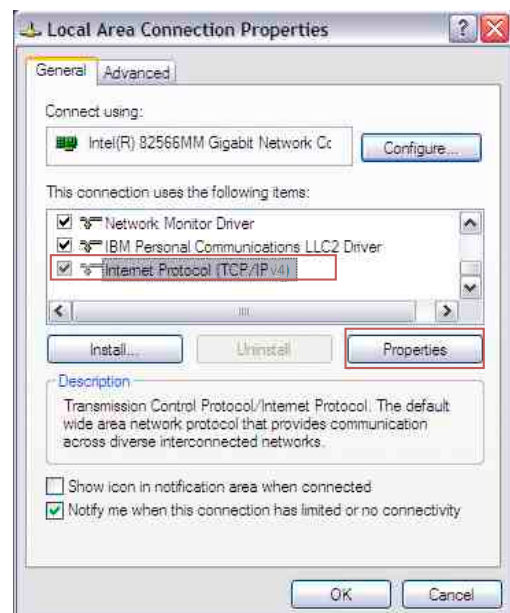 Local Area Connection Properties
General Advanced
Connect using:
Intel(R) 82566MM Gigabit Network Cc
Configure...
This connection uses the following items:
Network Monitor Driver
IBM Personal Communications LLC2 Driver
Internet Protocol (TCP/IPv4)
Install... Uninstall Properties
Description
Transmission Control Protocol/Internet Protocol. The default
wide area network protocol that provides communication
across diverse interconnected networks.
Show icon in notification area when connected
Notify me when this connection has limited or no connectivity
OK Cancel